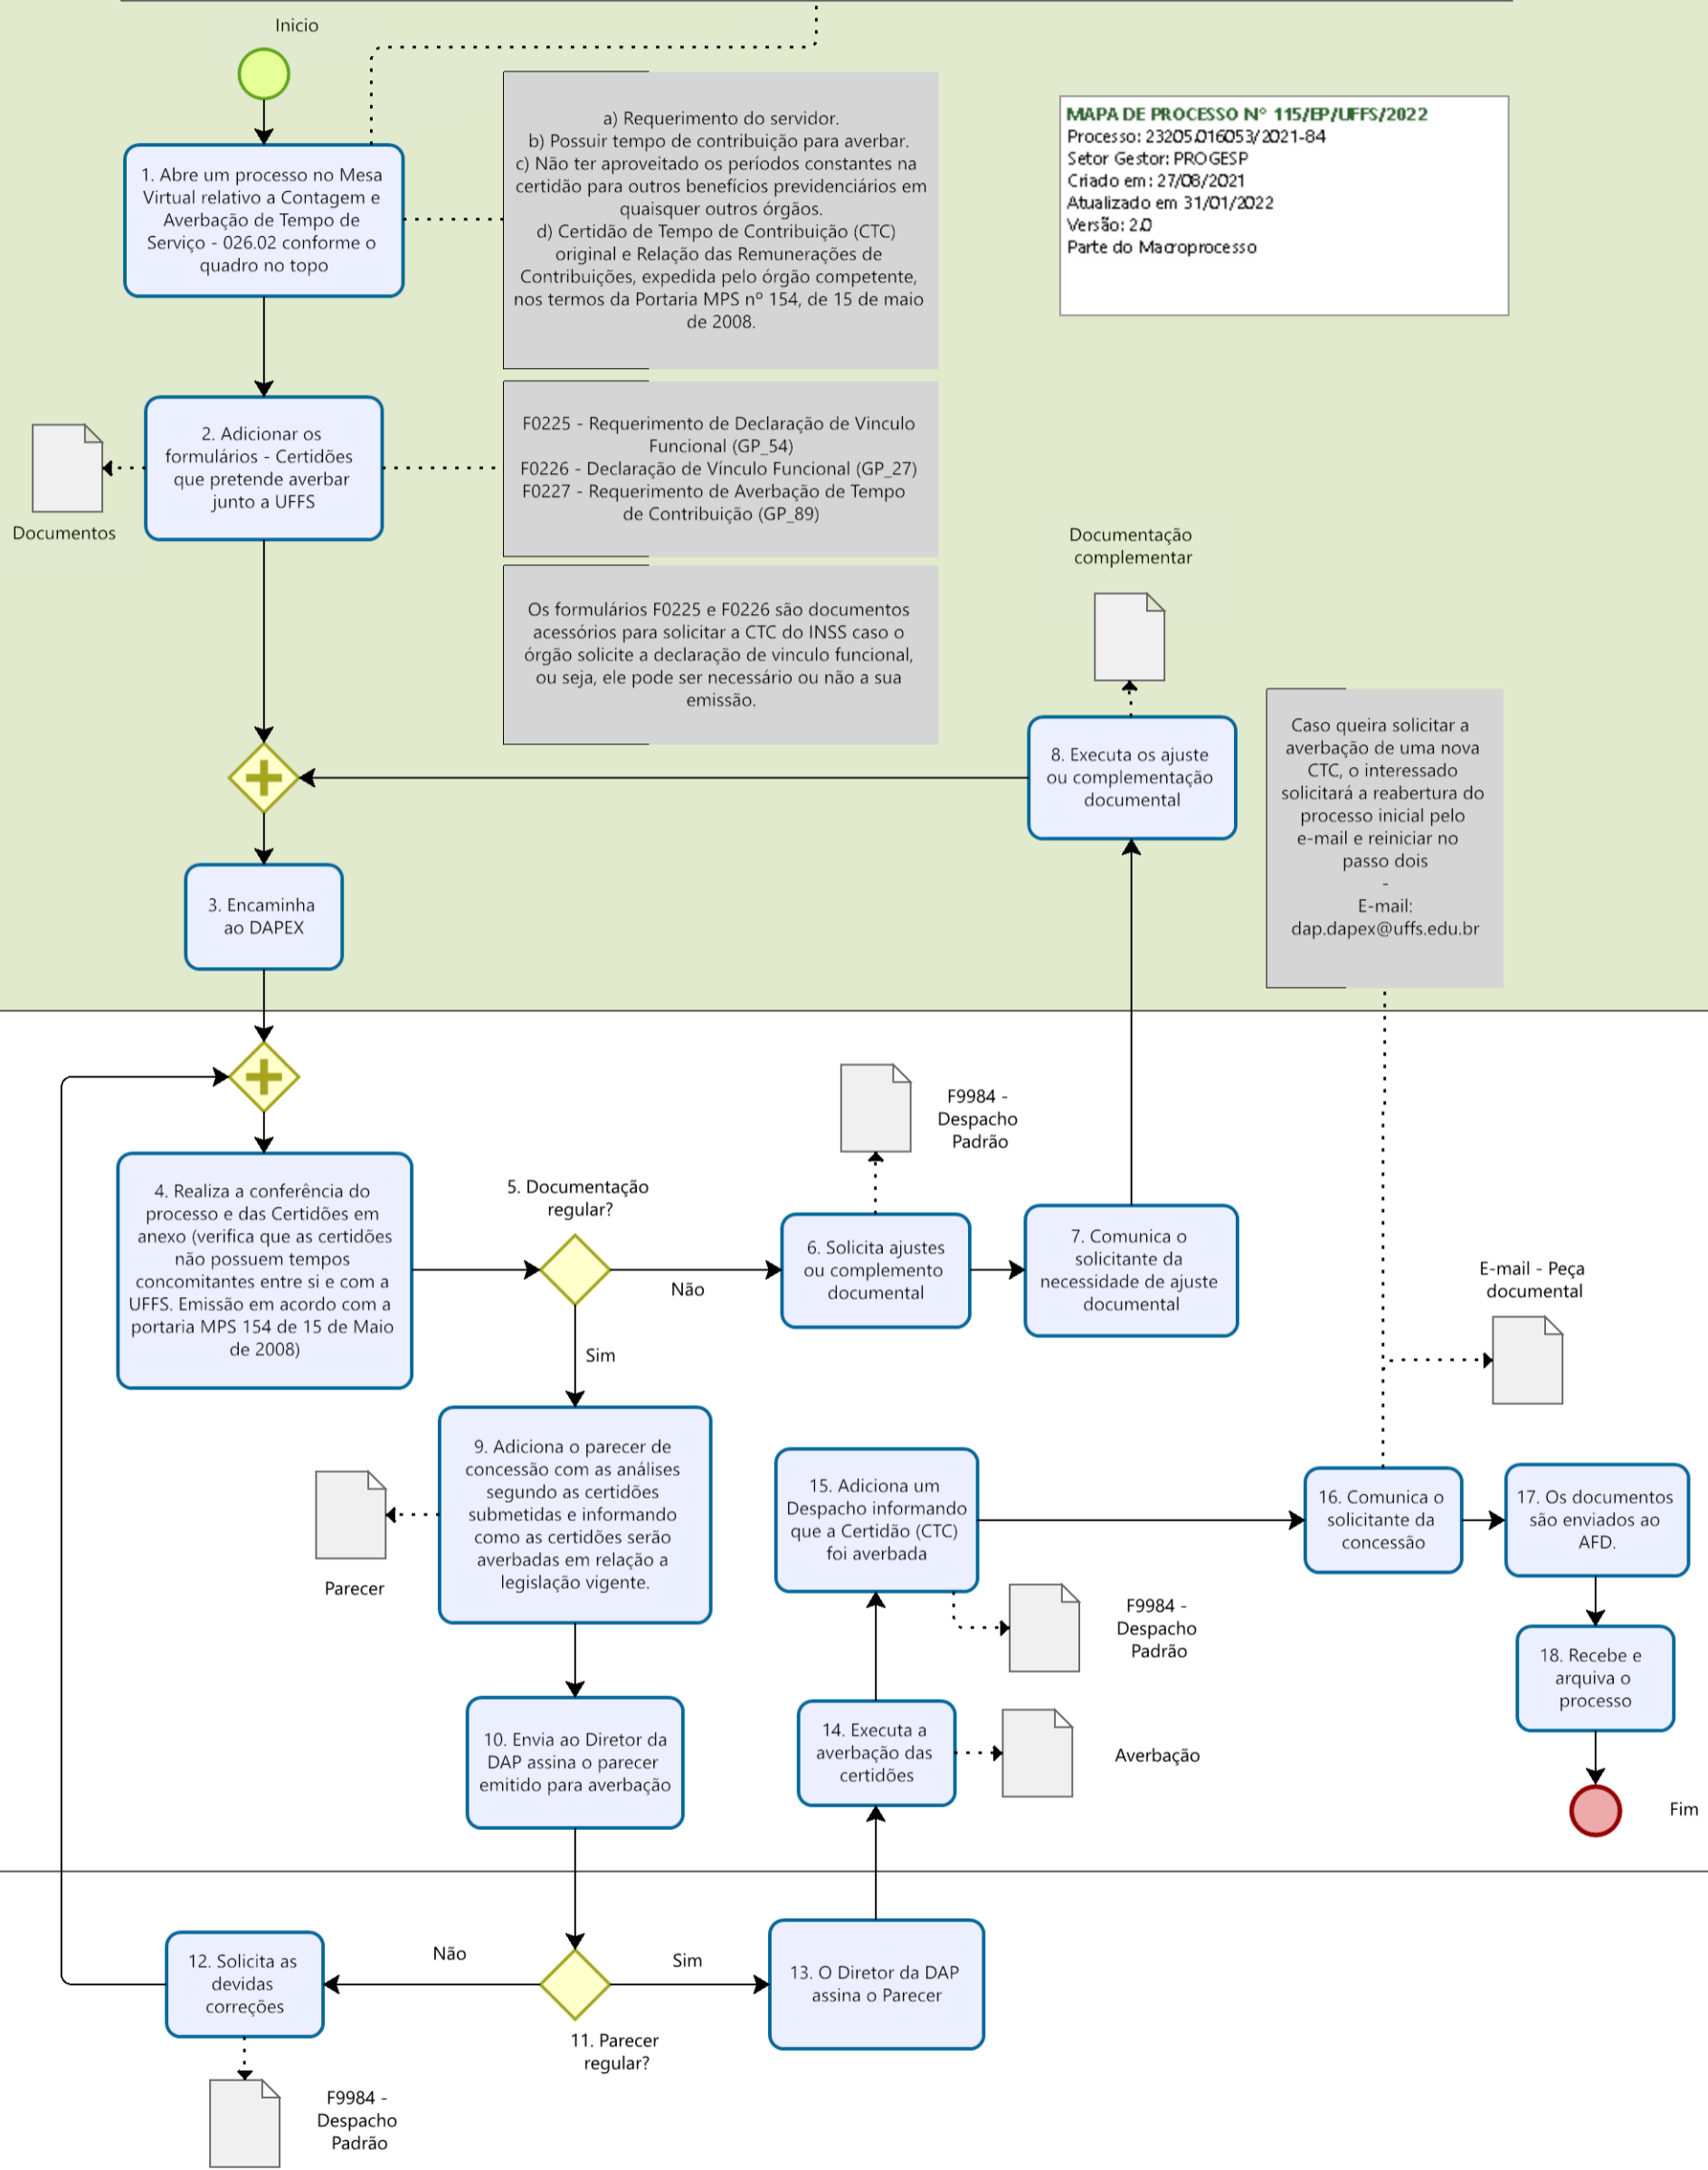 Inicio
1. Abre um processo no Mesa
Virtual relativo a Contagem e
Averbação de Tempo de
Serviço - 026.02 conforme o
quadro no topo
a) Requerimento do servidor.
b) Possuir tempo de contribuição para averbar.
c) Não ter aproveitado os períodos constantes na
certidão para outros benefícios previdenciários em
quaisquer outros órgãos.
d) Certidão de Tempo de Contribuição (CTC)
original e Relação das Remunerações de
Contribuições, expedida pelo órgão competente,
nos termos da Portaria MPS nº 154, de 15 de maio
de 2008.
MAPA DE PROCESSO N° 115/EP/UFFS/2022
Processo: 23205.016053/2021-84
Setor Gestor: PROGESP
Criado em: 27/08/2021
Atualizado em 31/01/2022
Versão: 2.0
Parte do Macroprocesso
2. Adicionar os
formulários - Certidões
que pretende averbar
junto a UFFS
Documentos
F0225 - Requerimento de Declaração de Vinculo
Funcional (GP_54)
F0226 - Declaração de Vínculo Funcional (GP_27)
F0227 - Requerimento de Averbação de Tempo
de Contribuição (GP_89)
Os formulários F0225 e F0226 são documentos
acessórios para solicitar a CTC do INSS caso o
órgão solicite a declaração de vinculo funcional,
ou seja, ele pode ser necessário ou não a sua
emissão.
Documentação
complementar
8. Executa os ajuste
ou complementação
documental
Caso queira solicitar a
averbação de uma nova
CTC, o interessado
solicitará a reabertura do
processo inicial pelo
e-mail e reiniciar no
passo dois
-
E-mail:
dap.dapex@uffs.edu.br
3. Encaminha
ao DAPEX
4. Realiza a conferência do
processo e das Certidões em
anexo (verifica que as certidões
não possuem tempos
concomitantes entre si e com a
UFFS. Emissão em acordo com a
portaria MPS 154 de 15 de Maio
de 2008)
5. Documentação
regular?
Não
Sim
F9984 -
Despacho
Padrão
6. Solicita ajustes
ou complemento
documental
7. Comunica o
solicitante da
necessidade de ajuste
documental
E-mail - Peça
documental
9. Adiciona o parecer de
concessão com as análises
segundo as certidões
submetidas e informando
como as certidões serão
averbadas em relação a
legislação vigente.
Parecer
15. Adiciona um
Despacho informando
que a Certidão (CTC)
foi averbada
F9984 -
Despacho
Padrão
16. Comunica o
solicitante da
concessão
17. Os documentos
são enviados ao
AFD.
18. Recebe e
arquiva o
processo
Fim
10. Envia ao Diretor da
DAP assina o parecer
emitido para averbação
14. Executa a
averbação das
certidões
Averbação
12. Solicita as
devidas
correções
Não
Sim
11. Parecer
regular?
13. O Diretor da DAP
assina o Parecer
F9984 -
Despacho
Padrão